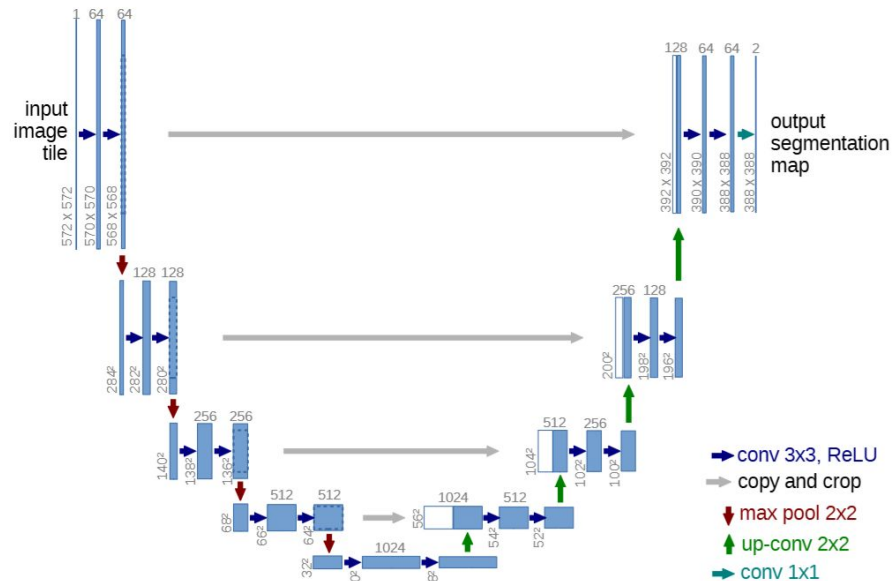 1 64 64
input
image
tile
572 x 572
570 x 570
568 x 568
128 64 64 2
output
segmentation
map
392 x 392
390 x 390
388 x 388
388 x 388
128 128
284²
282²
280²
256 128
200²
198²
196²
256 256
140²
138²
136²
512 256
104²
102²
100²
512 512
68²
66²
64²
1024 512
56²
54²
52²
1024
32²
conv 3x3, ReLU
copy and crop
max pool 2x2
up-conv 2x2
conv 1x1